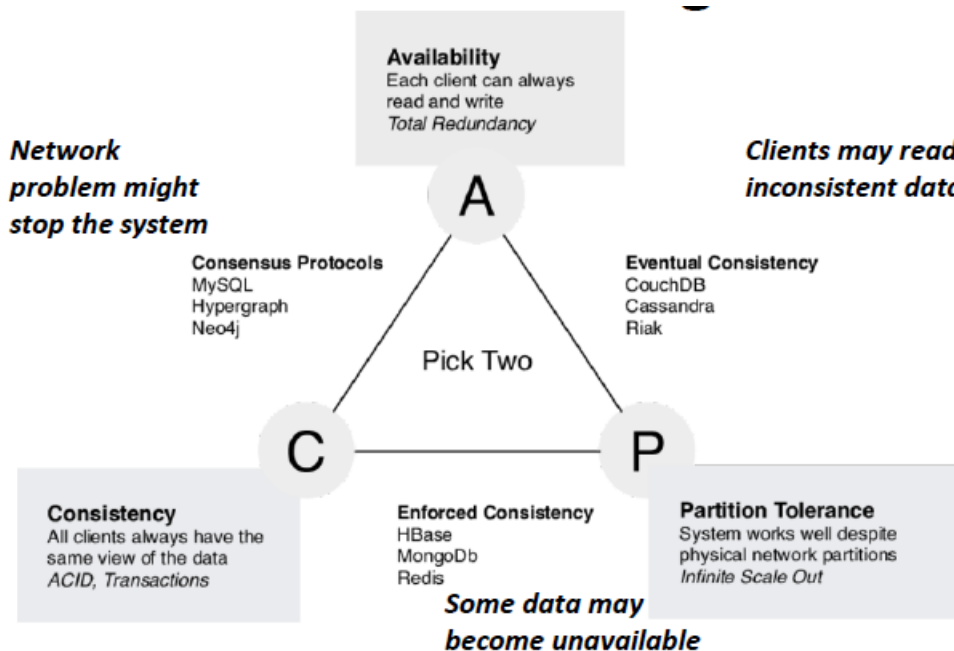 Availability
Each client can always
read and write
Total Redundancy
Network
problem might
stop the system
Clients may read
inconsistent data
A
Consensus Protocols
MySQL
Hypergraph
Neo4j
Eventual Consistency
CouchDB
Cassandra
Riak
Pick Two
C
P
Consistency
All clients always have the
same view of the data
ACID, Transactions
Enforced Consistency
HBase
MongoDb
Redis
Partition Tolerance
System works well despite
physical network partitions
Infinite Scale Out
Some data may
become unavailable